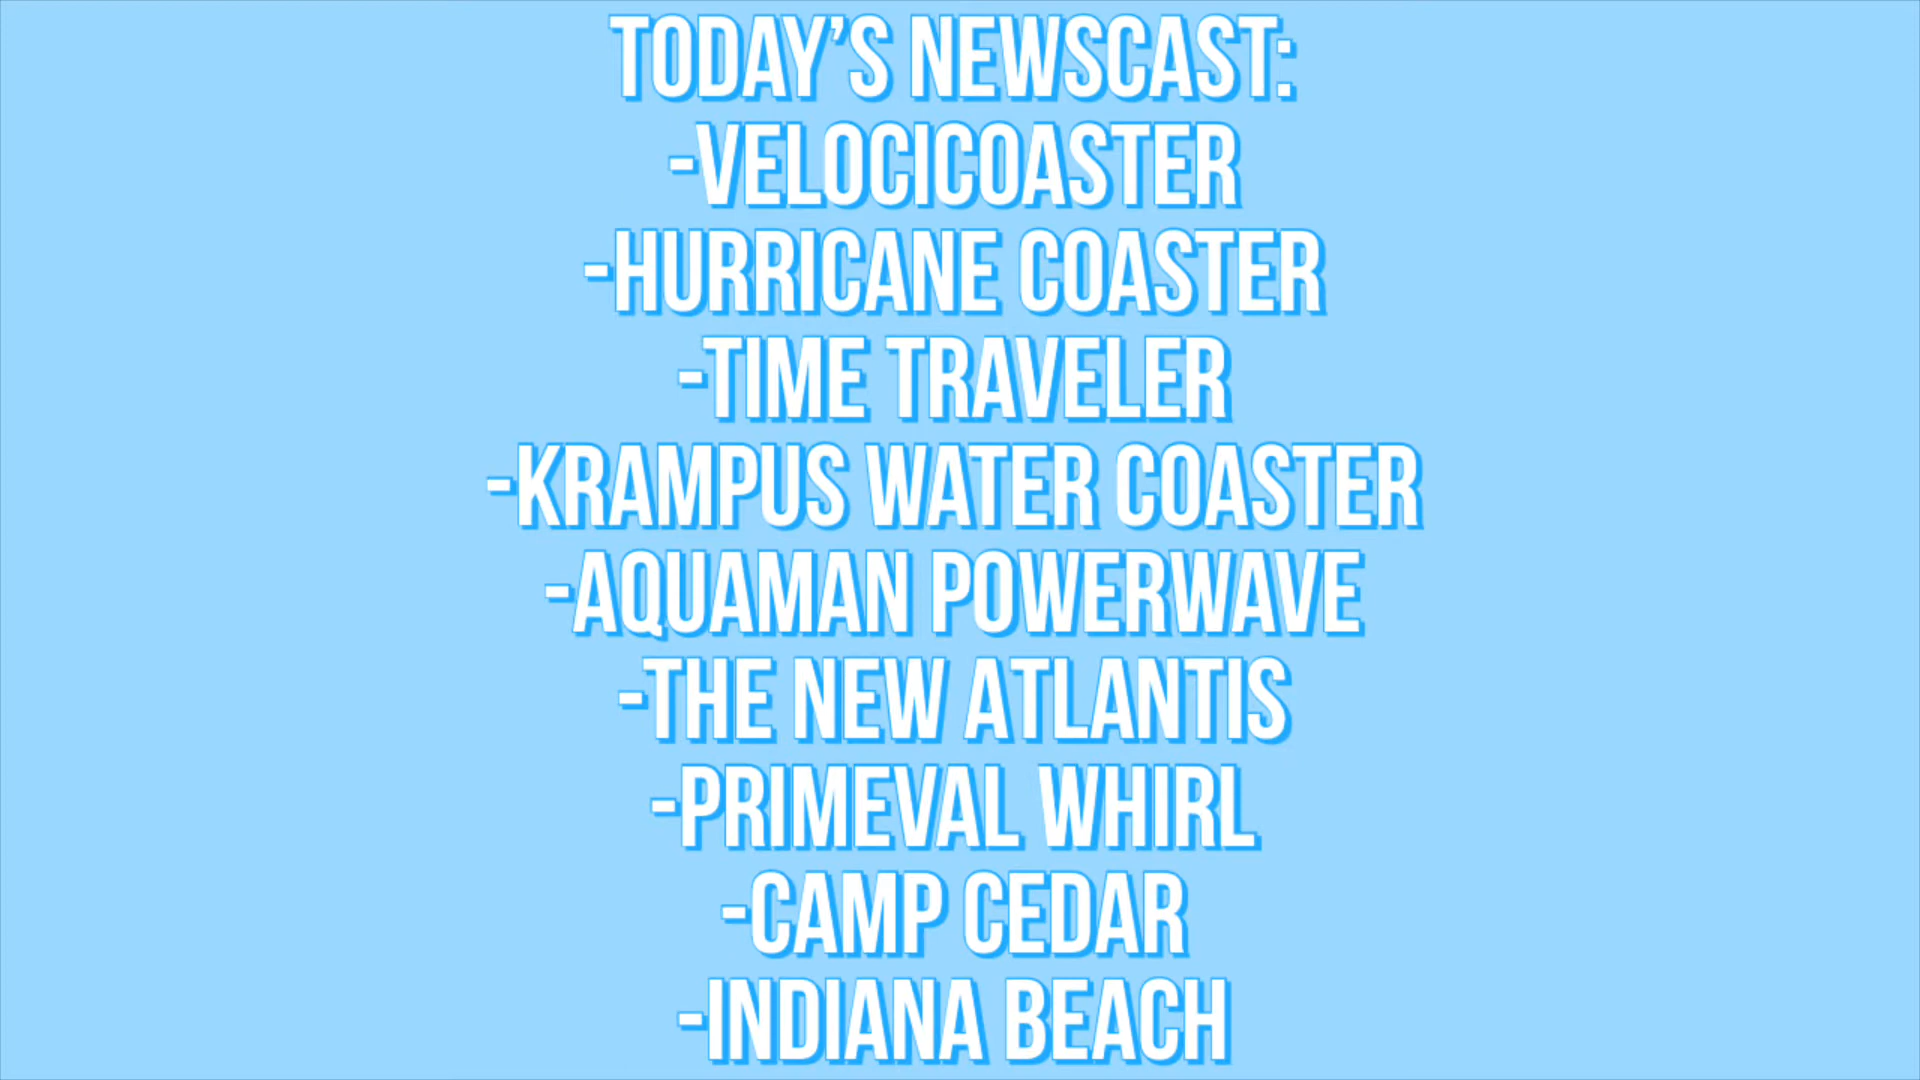 TODAY’S NEWSCAST:
-VELOCICOASTER
-HURRICANE COASTER
-TIME TRAVELER
-KRAMPUS WATER COASTER
-AQUAMAN POWERWAVE
-THE NEW ATLANTIS
-PRIMEVAL WHIRL
-CAMP CEDAR
-INDIANA BEACH